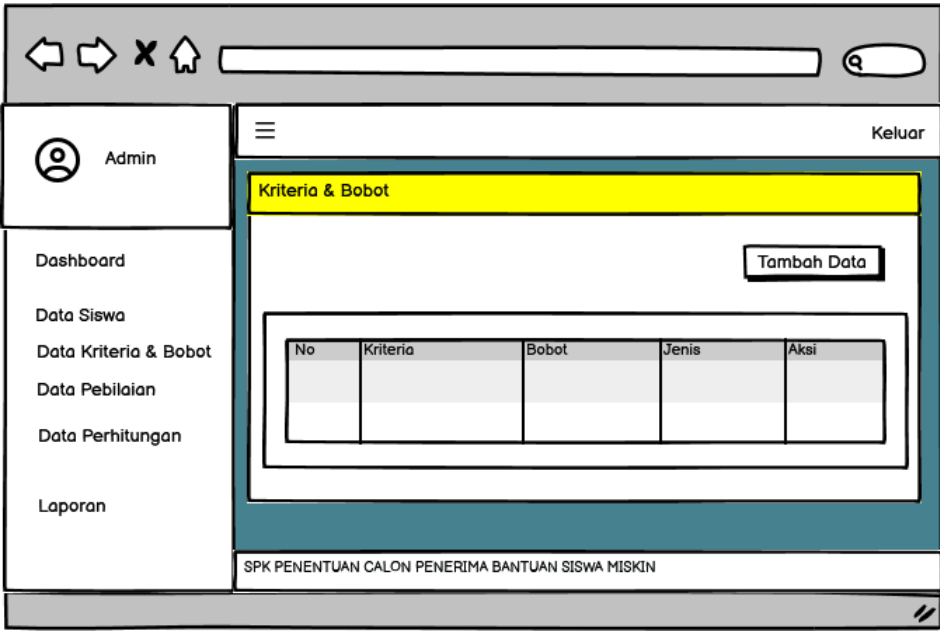 Admin
Keluar
Kriteria & Bobot
Tambah Data
Dashboard
Data Siswa
Data Kriteria & Bobot
Data Pebilaian
Data Perhitungan
Laporan
No Kriteria Bobot Jenis Aksi
SPK PENENTUAN CALON PENERIMA BANTUAN SISWA MISKIN